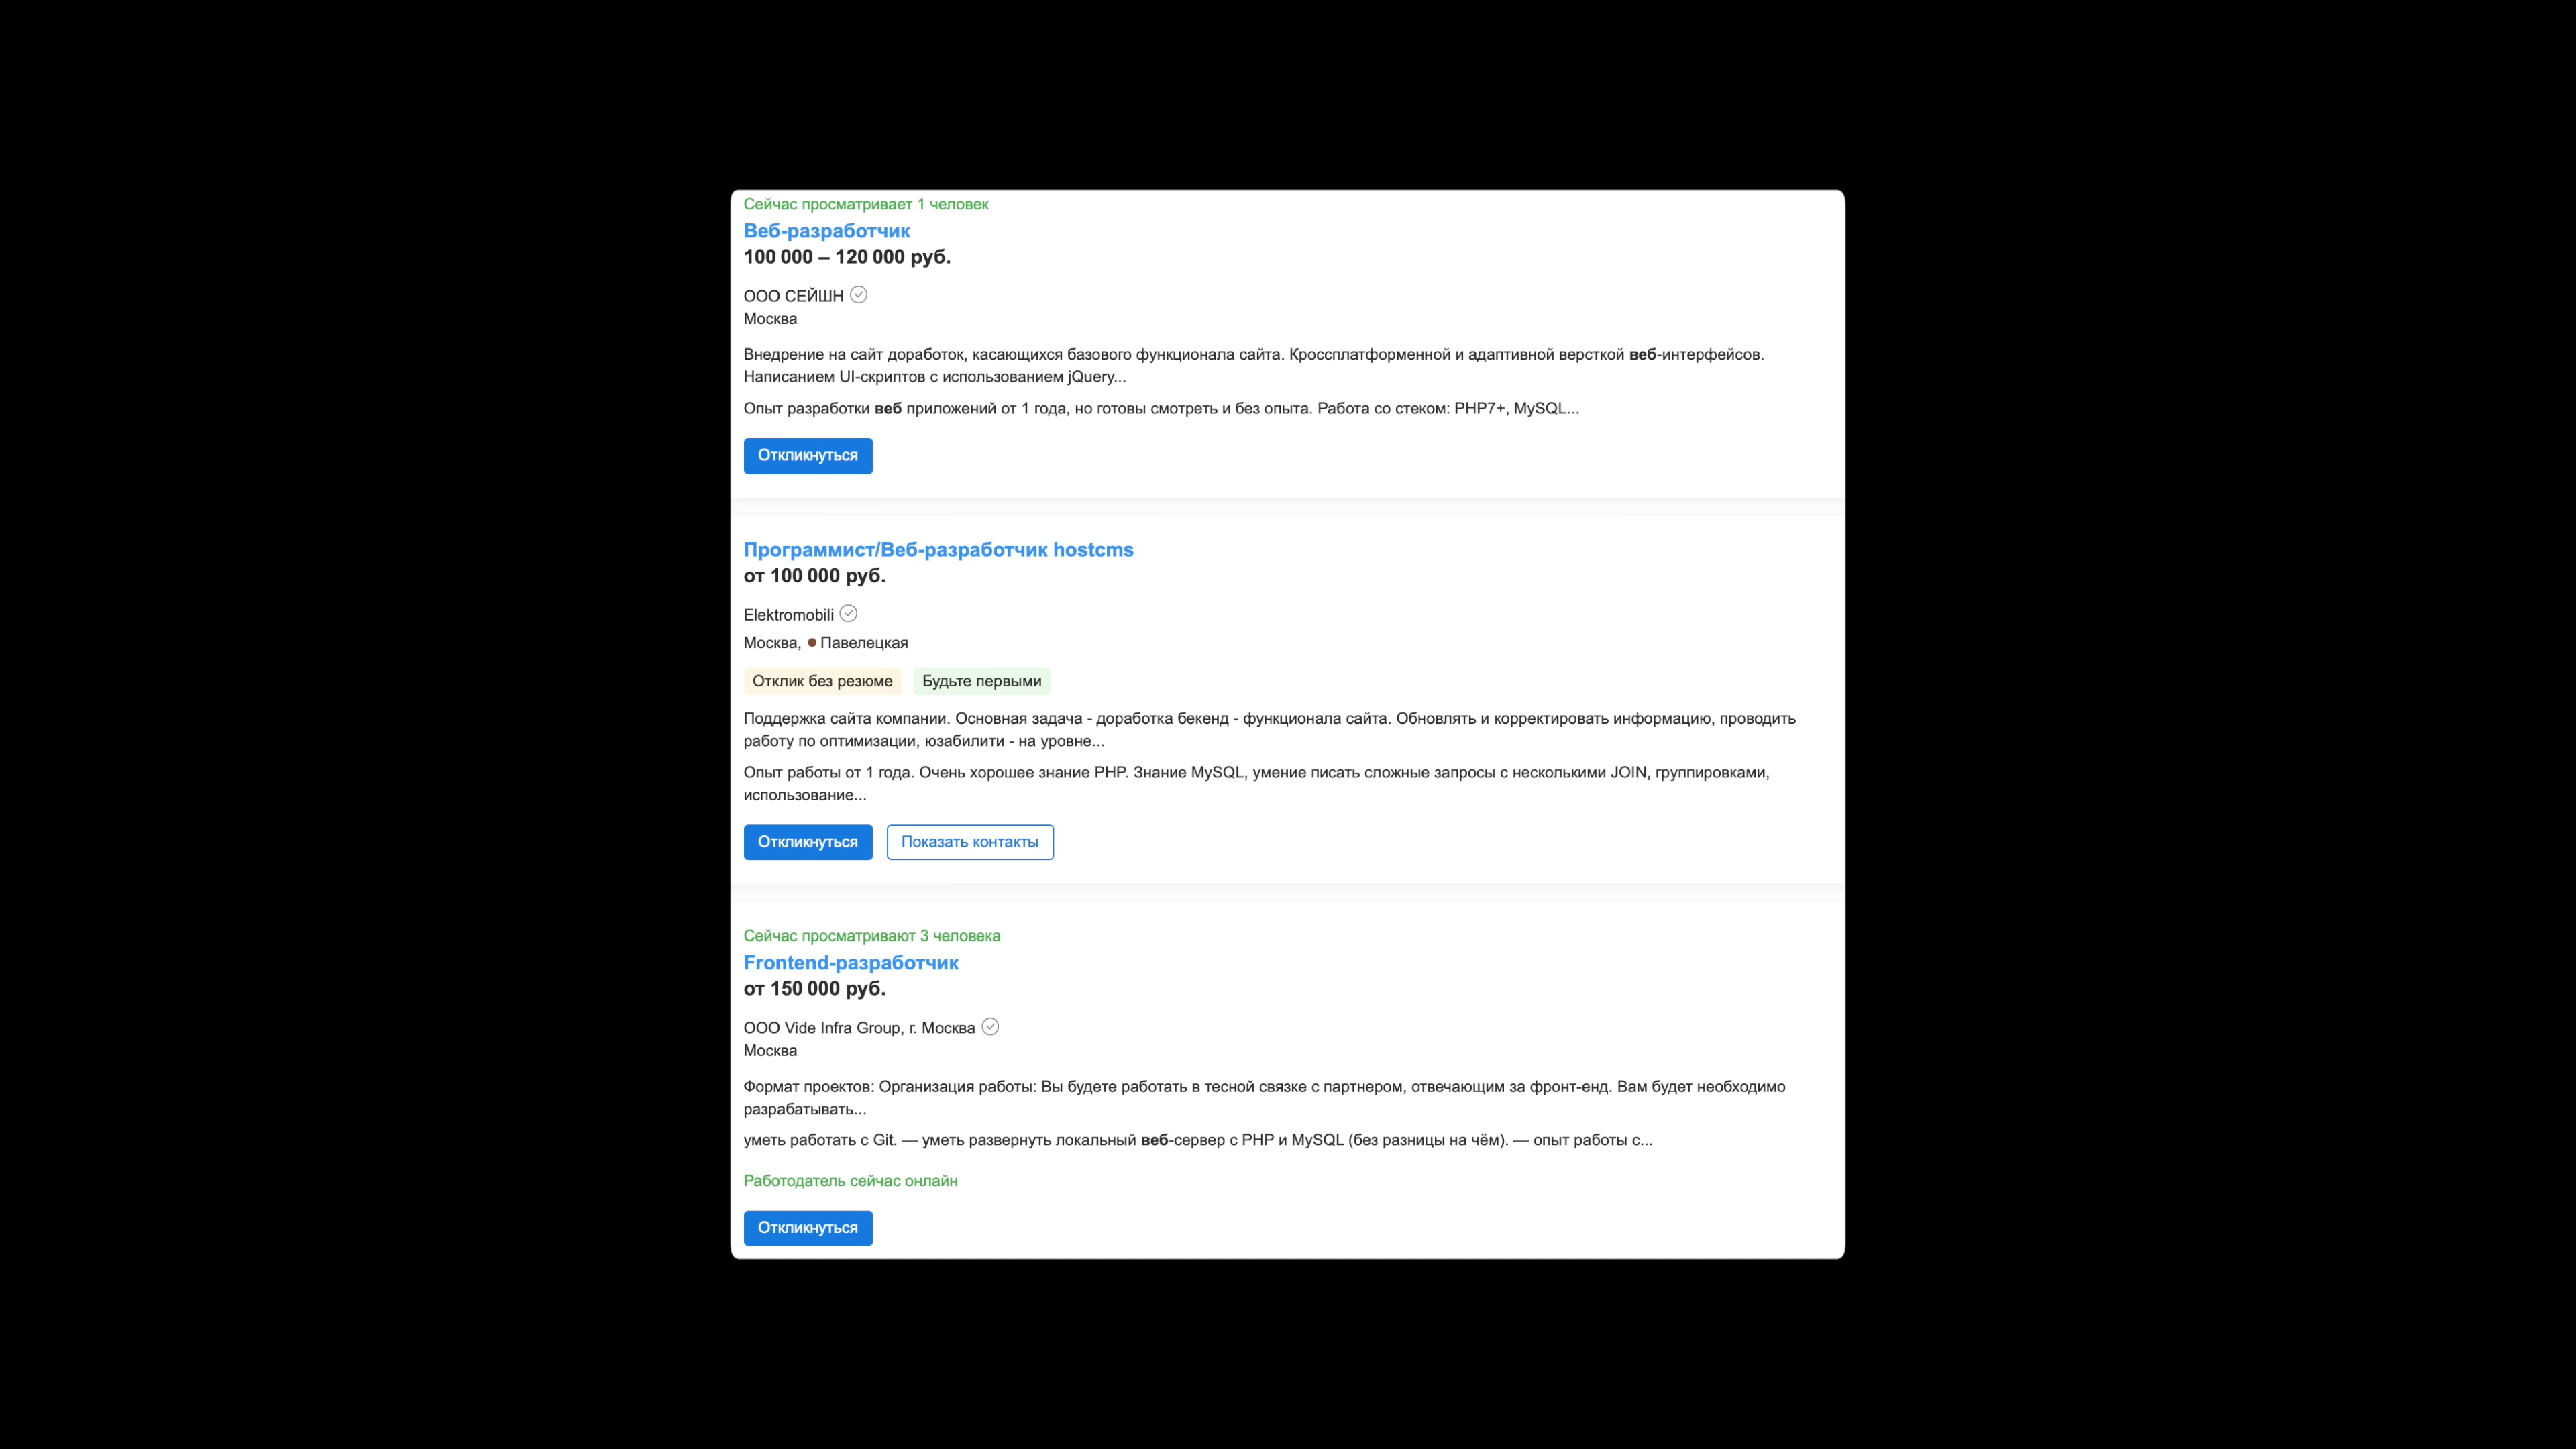 Сейчас просматривает 1 человек
Веб-разработчик
100 000 – 120 000 руб.
ООО СЕЙШН
Москва
Внедрение на сайт доработок, касающихся базового функционала сайта. Кроссплатформенной и адаптивной версткой веб-интерфейсов.
Написанием UI-скриптов с использованием jQuery...
Опыт разработки веб приложений от 1 года, но готовы смотреть и без опыта. Работа со стеком: PHP7+, MySQL...
Откликнуться
Программист/Веб-разработчик hostcms
от 100 000 руб.
Elektromobili
Москва, Павелецкая
Отклик без резюме Будьте первыми
Поддержка сайта компании. Основная задача - доработка бекенд - функционала сайта. Обновлять и корректировать информацию, проводить
работу по оптимизации, юзабилити - на уровне...
Опыт работы от 1 года. Очень хорошее знание PHP. Знание MySQL, умение писать сложные запросы с несколькими JOIN, группировками,
использование...
Откликнуться Показать контакты
Сейчас просматривают 3 человека
Frontend-разработчик
от 150 000 руб.
ООО Vide Infra Group, г. Москва
Москва
Формат проектов: Организация работы: Вы будете работать в тесной связке с партнером, отвечающим за фронт-енд. Вам будет необходимо
разрабатывать...
уметь работать с Git. — уметь развернуть локальный веб-сервер с PHP и MySQL (без разницы на чём). — опыт работы с...
Работодатель сейчас онлайн
Откликнуться